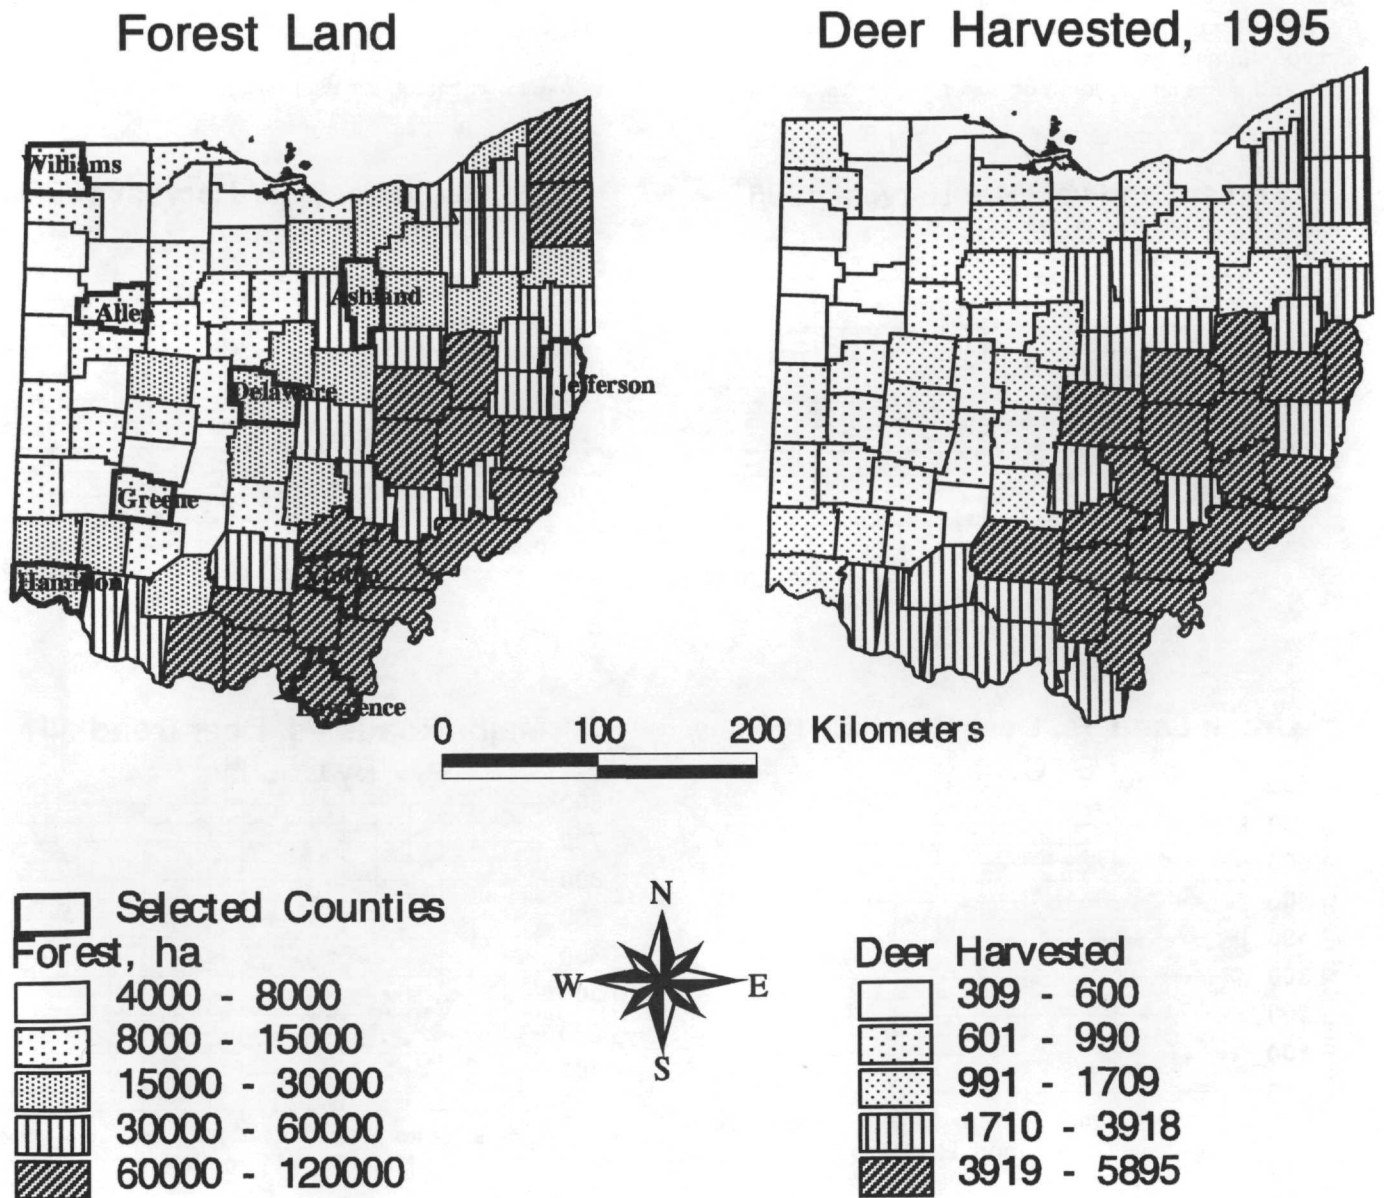 Forest Land
Deer Harvested, 1995
Williams
Allen
Ashland
Delaware
Jefferson
Greene
Hamilton
0 100 200 Kilometers
Selected Counties
Forest, ha
4000 - 8000
8000 - 15000
15000 - 30000
30000 - 60000
60000 - 120000
N
W E
S
Deer Harvested
309 - 600
601 - 990
991 - 1709
1710 - 3918
3919 - 5895